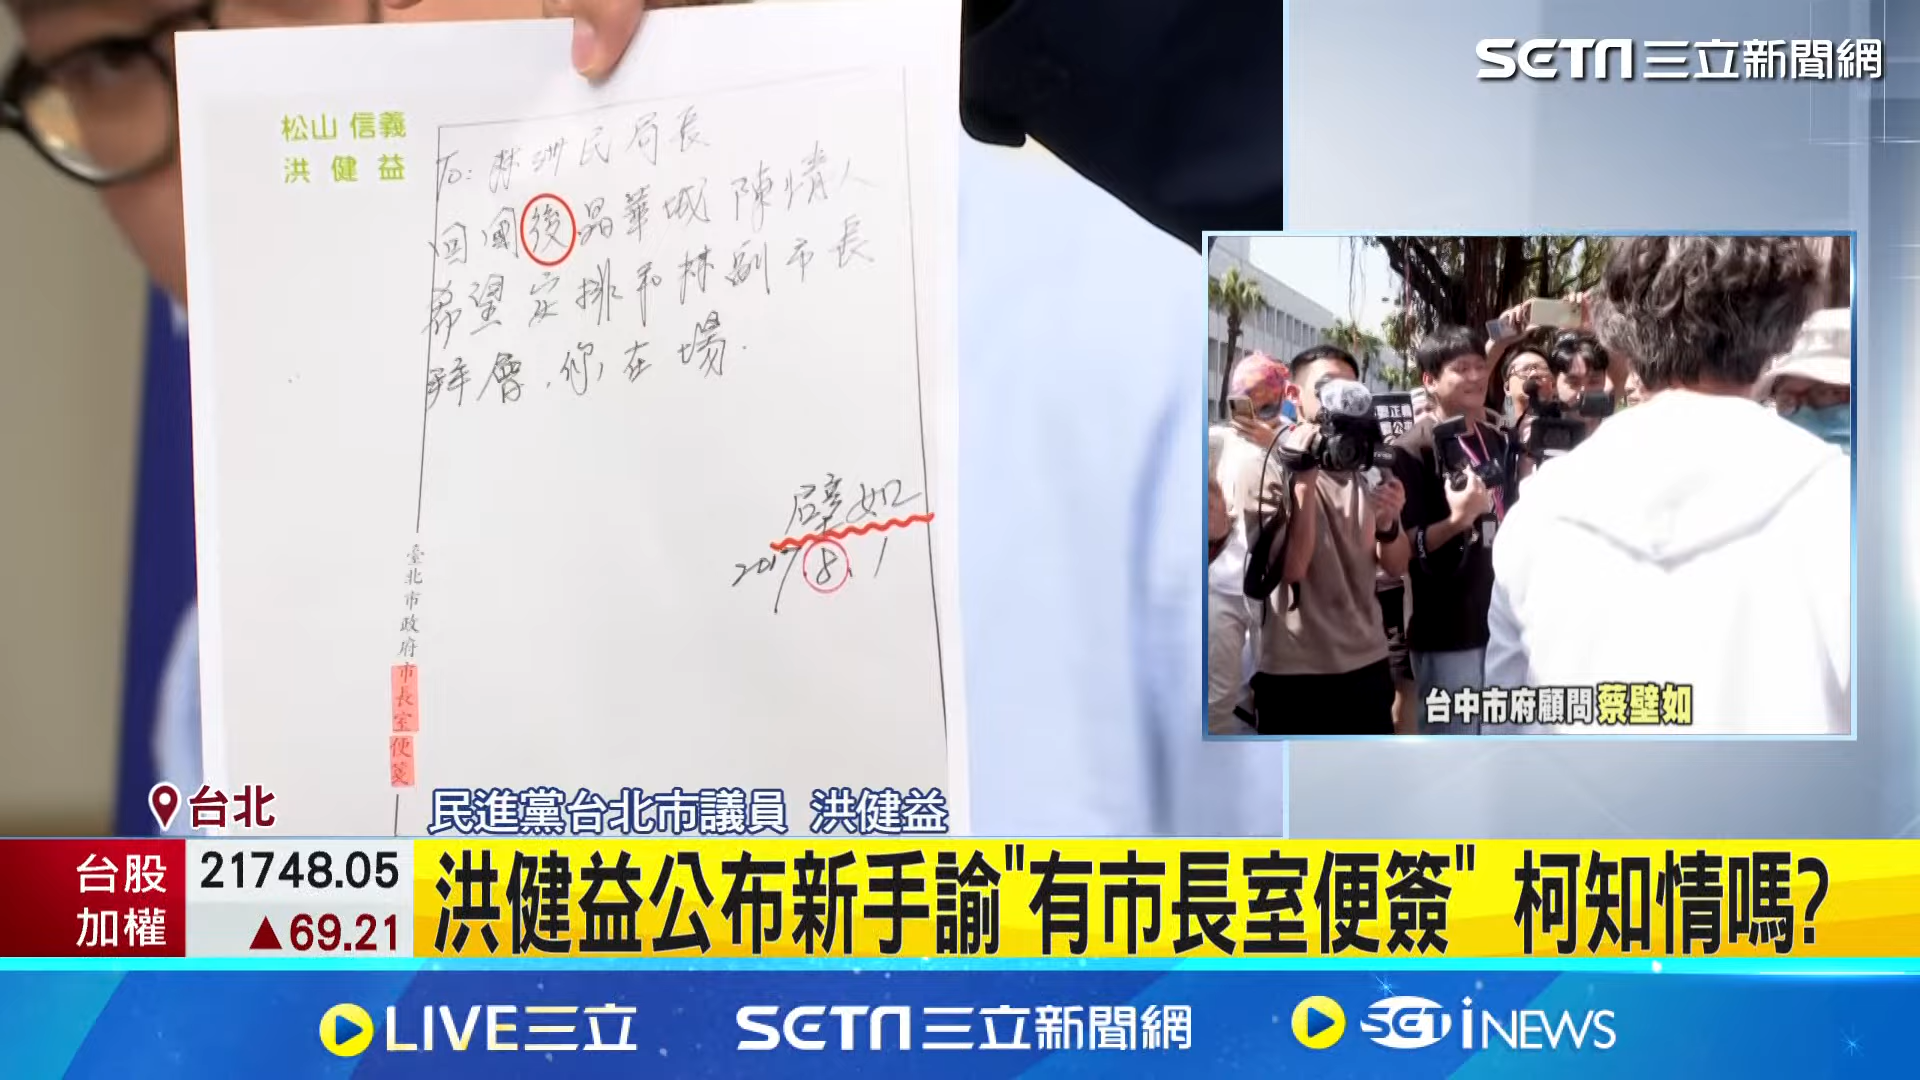 SETN三立新聞網
松山 信義
洪健益
To: 林洲民局長
回國後晶華城陳情人
希望安排和林副市長
拜會,你在場.
壁如
2017.8.1
臺北市政府市長室便箋
台中市府顧問蔡壁如
台北
民進黨台北市議員 洪健益
台股 21748.05
加權 ▲69.21
洪健益公布新手諭"有市長室便簽" 柯知情嗎?
LIVE三立
SETN三立新聞網
SET iNEWS